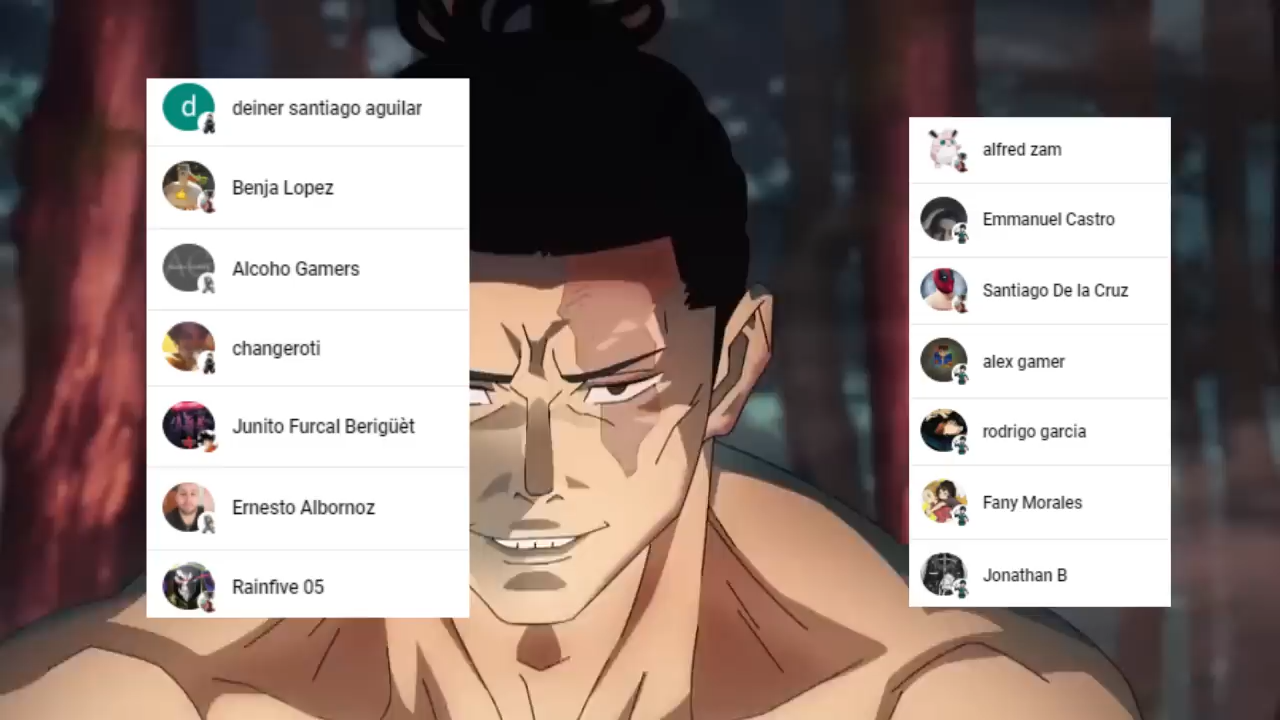 d
deiner santiago aguilar
Benja Lopez
Alcoho Gamers
changeroti
Junito Furcal Berigüèt
Ernesto Albornoz
Rainfive 05
alfred zam
Emmanuel Castro
Santiago De la Cruz
alex gamer
rodrigo garcia
Fany Morales
Jonathan B